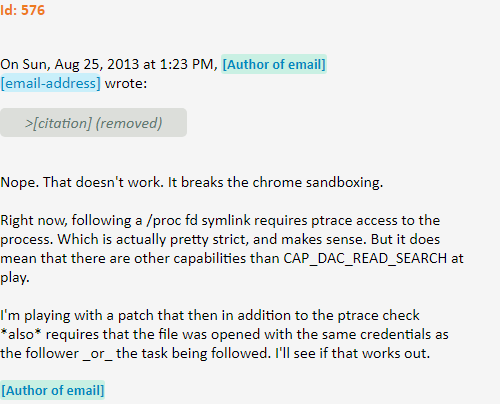 Id: 576
On Sun, Aug 25, 2013 at 1:23 PM, [Author of email]
[email-address] wrote:
>[citation] (removed)
Nope. That doesn't work. It breaks the chrome sandboxing.
Right now, following a /proc fd symlink requires ptrace access to the
process. Which is actually pretty strict, and makes sense. But it does
mean that there are other capabilities than CAP_DAC_READ_SEARCH at
play.
I'm playing with a patch that then in addition to the ptrace check
*also* requires that the file was opened with the same credentials as
the follower _or_ the task being followed. I'll see if that works out.
[Author of email]